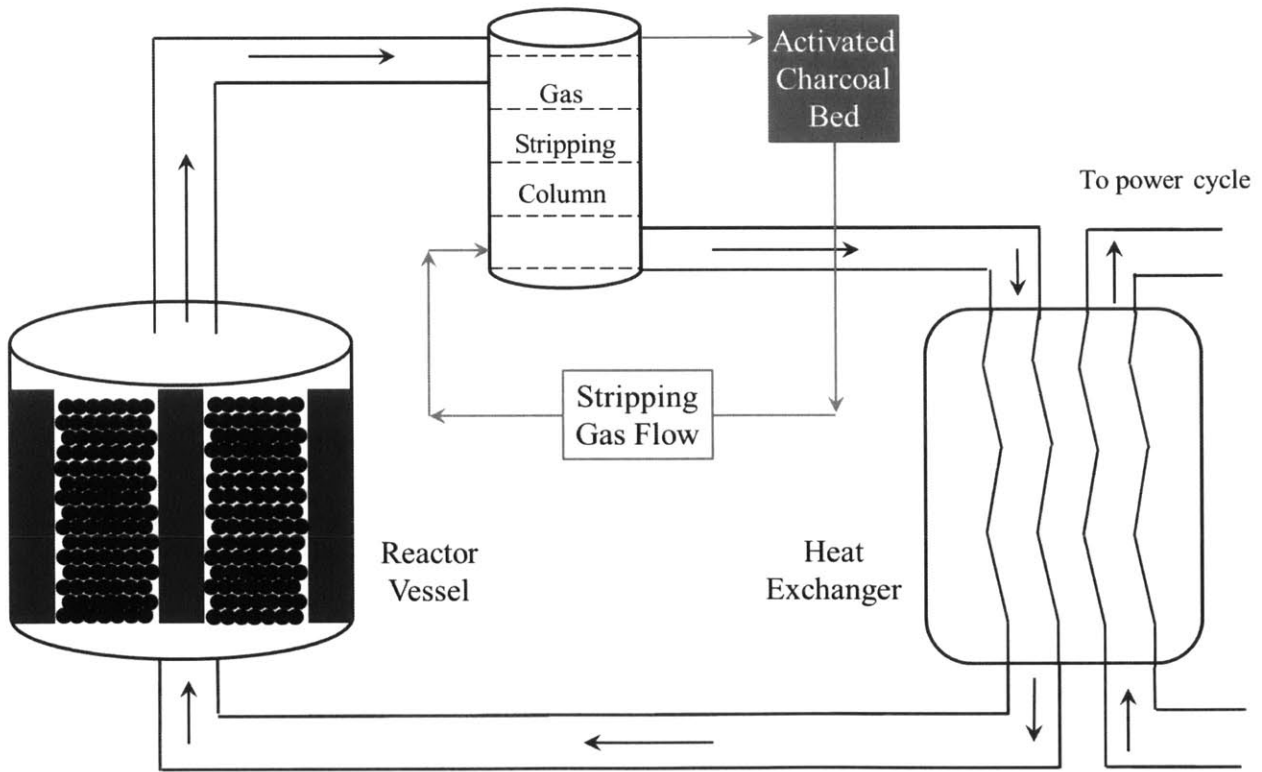 Activated
Charcoal
Bed
Gas
Stripping
Column
To power cycle
Stripping
Gas Flow
Reactor
Vessel
Heat
Exchanger